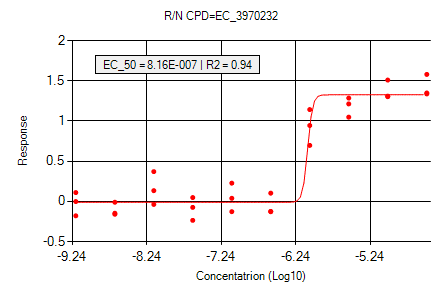 R/N CPD=EC_3970232
2
EC_50 = 8.16E-007 | R2 = 0.94
1.5
1
0.5
0
-0.5
Response
-9.24 -8.24 -7.24 -6.24 -5.24
Concentatrion (Log10)